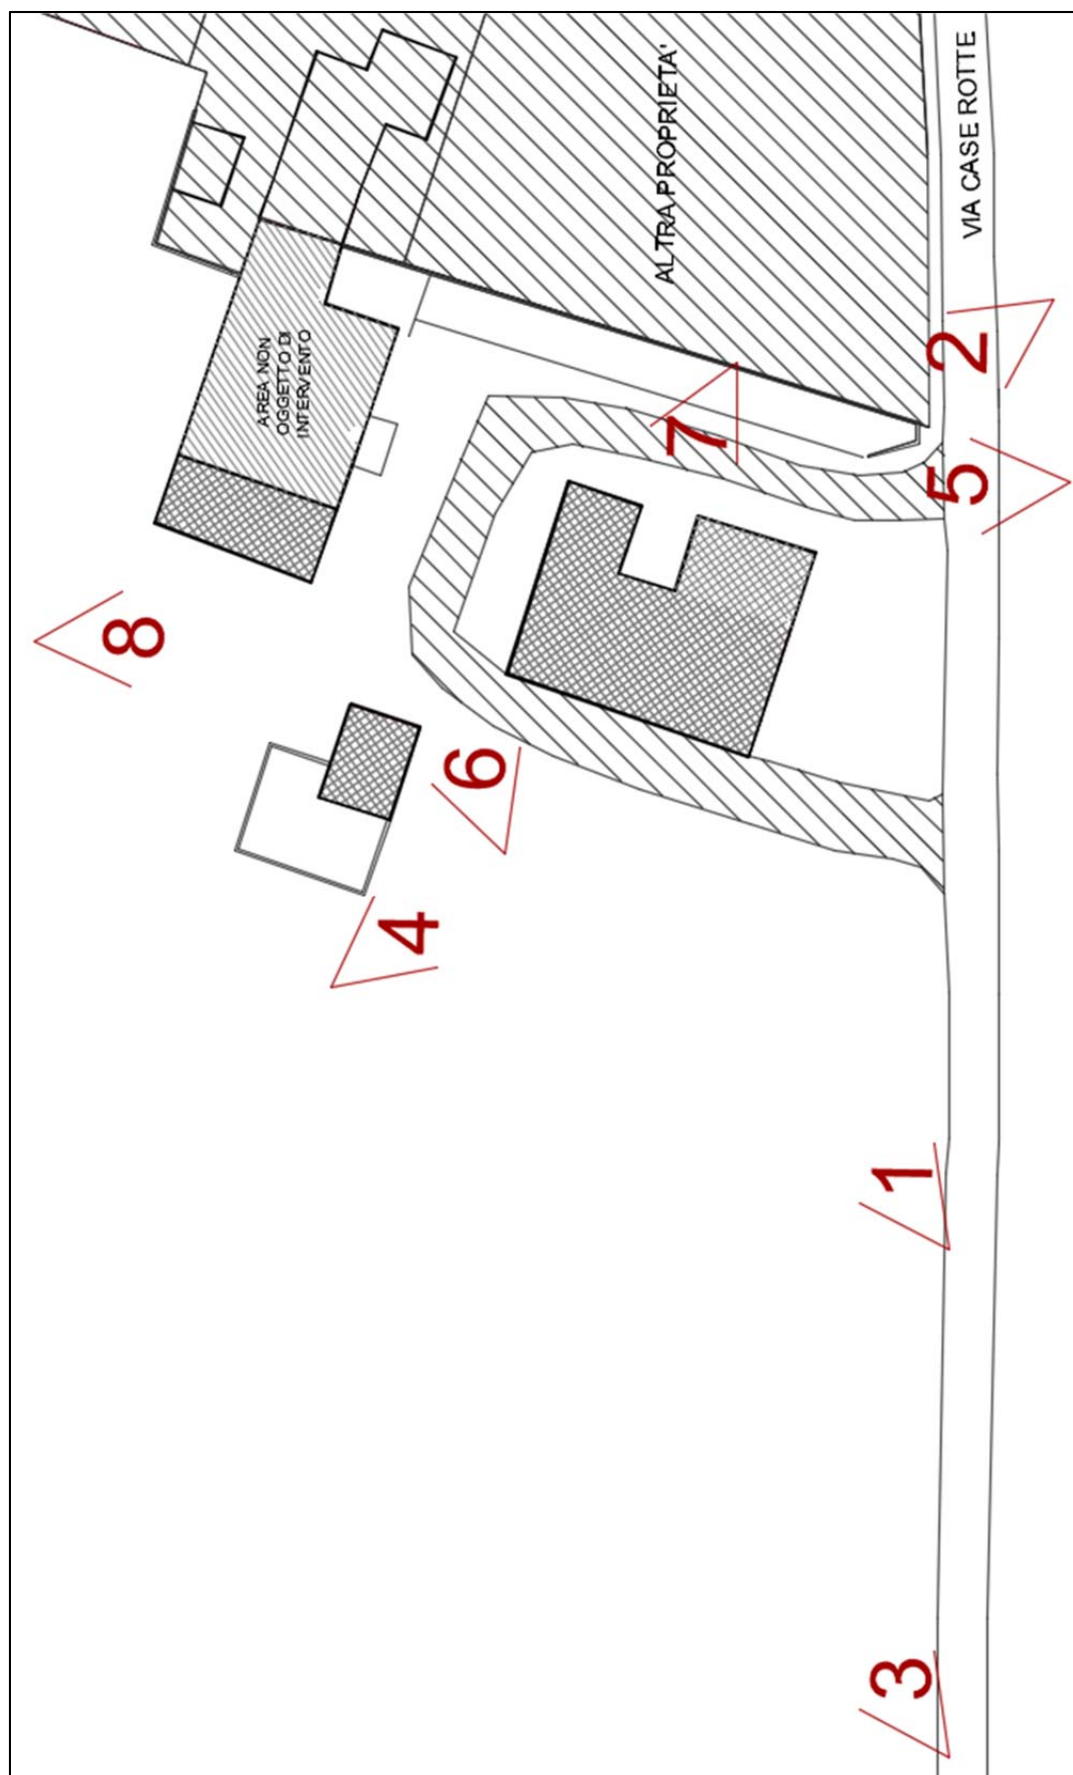 ALTRA PROPRIETA'
VIA CASE ROTTE
AREA NON
OGGETTO DI
INTERVENTO
2
7
5
8
6
4
1
3